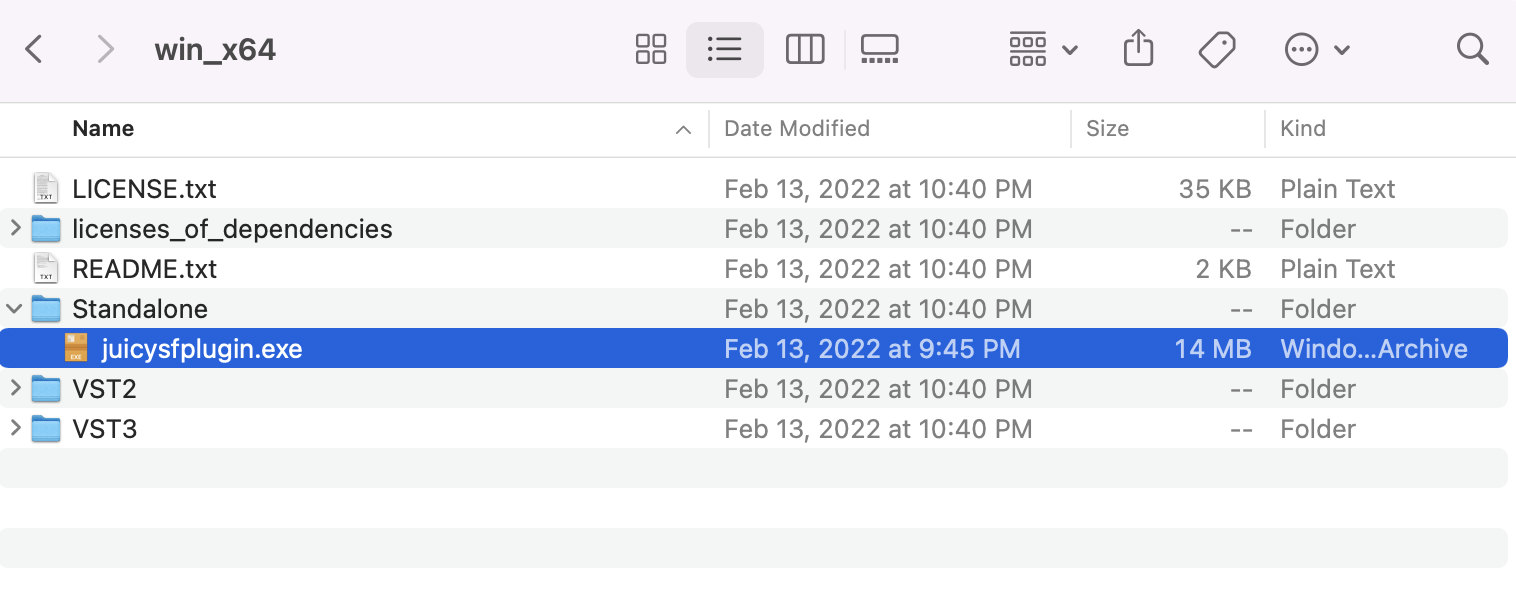 win_x64
Name Date Modified Size Kind
LICENSE.txt Feb 13, 2022 at 10:40 PM 35 KB Plain Text
licenses_of_dependencies Feb 13, 2022 at 10:40 PM -- Folder
README.txt Feb 13, 2022 at 10:40 PM 2 KB Plain Text
Standalone Feb 13, 2022 at 10:40 PM -- Folder
juicysfplugin.exe Feb 13, 2022 at 9:45 PM 14 MB Windo...Archive
VST2 Feb 13, 2022 at 10:40 PM -- Folder
VST3 Feb 13, 2022 at 10:40 PM -- Folder